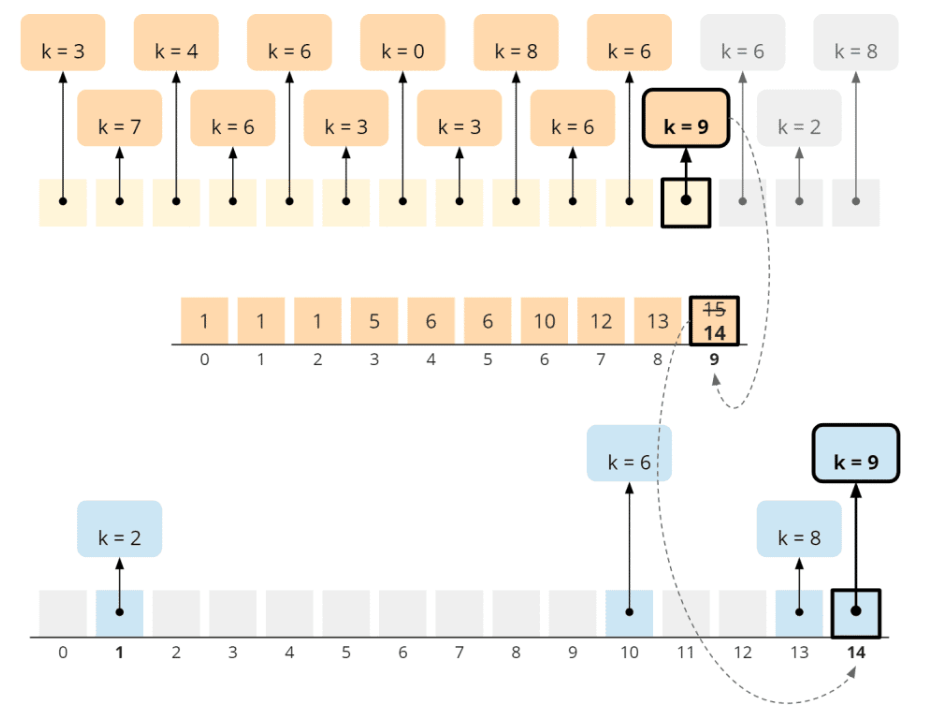 k = 3 k = 4 k = 6 k = 0 k = 8 k = 6 k = 6 k = 8
k = 7 k = 6 k = 3 k = 3 k = 6 k = 9 k = 2
15
1 1 1 5 6 6 10 12 13 14
0 1 2 3 4 5 6 7 8 9
k = 6 k = 9
k = 2 k = 8
0 1 2 3 4 5 6 7 8 9 10 11 12 13 14